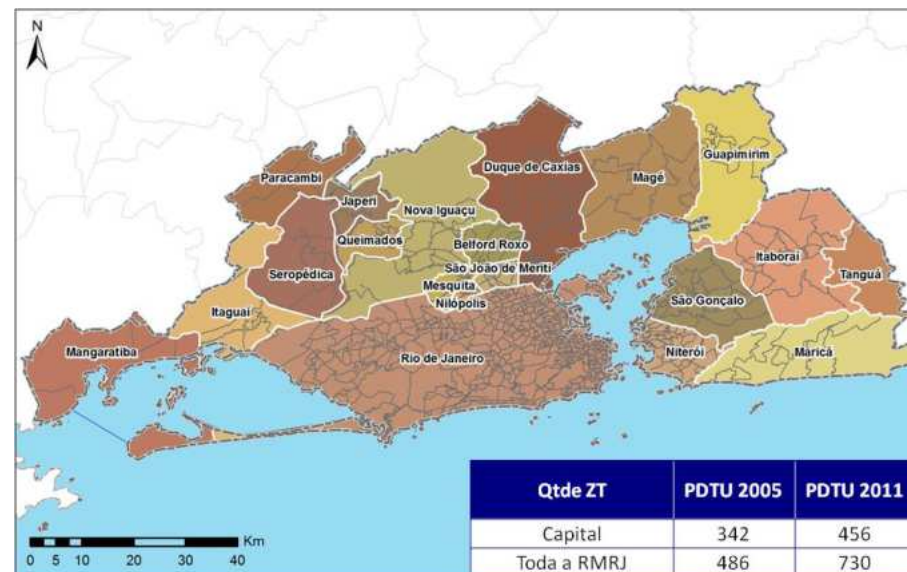 N
Guapimirim
Duque de Caxias
Magé
Paracambi
Japeri
Nova Iguaçu
Queimados
Belford Roxo
Itaboraí
São João de Meriti
Seropédica
Tanguá
Mesquita
São Gonçalo
Nilópolis
Itaguaí
Mangaratiba
Rio de Janeiro
Niterói
Maricá
Qtde ZT PDTU 2005 PDTU 2011
Capital 342 456
Toda a RMRJ 486 730
Km
0 5 10 20 30 40